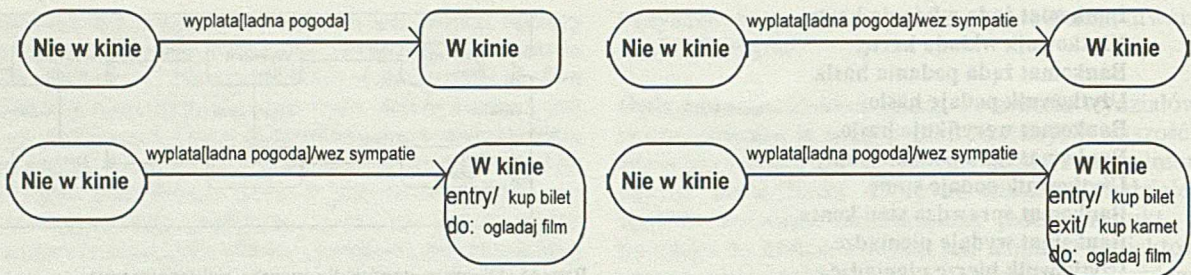 wyplata[ladna pogoda]
Nie w kinie
W kinie
wyplata[ladna pogoda]/wez sympatie
Nie w kinie
W kinie
wyplata[ladna pogoda]/wez sympatie
Nie w kinie
W kinie
entry/ kup bilet
do: ogladaj film
wyplata[ladna pogoda]/wez sympatie
Nie w kinie
W kinie
entry/ kup bilet
exit/ kup karnet
do: ogladaj film